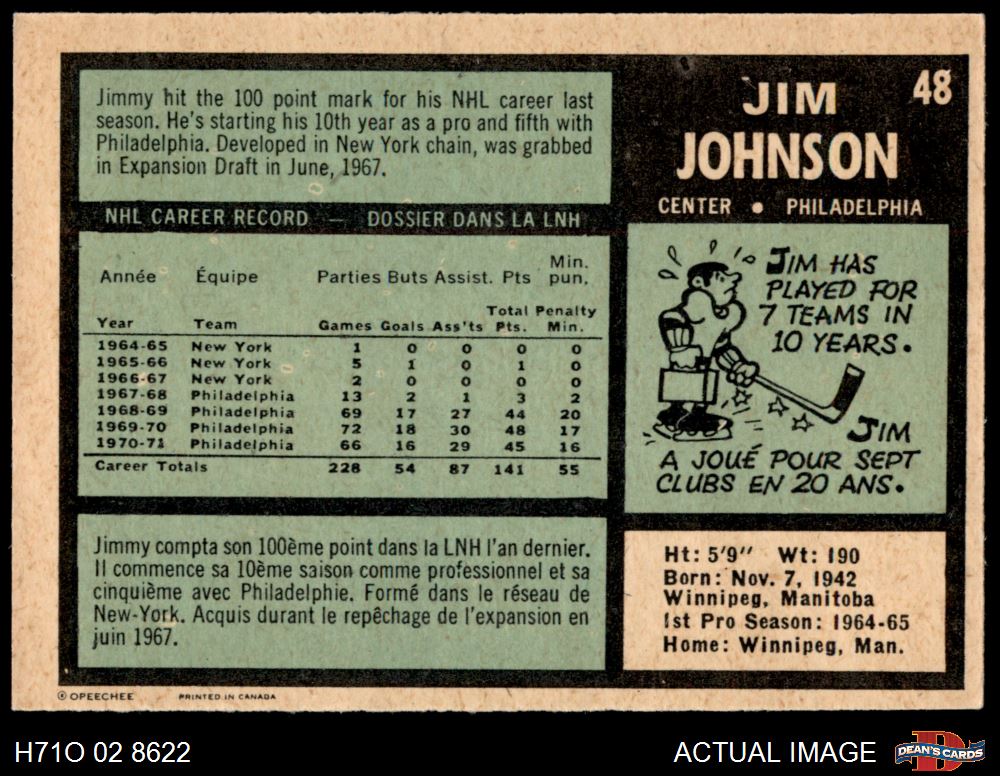 Jimmy hit the 100 point mark for his NHL career last
season. He's starting his 10th year as a pro and fifth with
Philadelphia. Developed in New York chain, was grabbed
in Expansion Draft in June, 1967.
NHL CAREER RECORD — DOSSIER DANS LA LNH
Année Équipe Parties Buts Assist. Pts Min. pun.
Year Team Games Goals Ass'ts Total Pts. Penalty Min.
1964-65 New York 1 0 0 0 0
1965-66 New York 5 1 0 1 0
1966-67 New York 2 0 0 0 0
1967-68 Philadelphia 13 2 1 3 2
1968-69 Philadelphia 69 17 27 44 20
1969-70 Philadelphia 72 18 30 48 17
1970-71 Philadelphia 66 16 29 45 16
Career Totals 228 54 87 141 55
Jimmy compta son 100ème point dans la LNH l'an dernier.
Il commence sa 10ème saison comme professionnel et sa
cinquième avec Philadelphie. Formé dans le réseau de
New-York. Acquis durant le repêchage de l'expansion en
juin 1967.
48
JIM
JOHNSON
CENTER • PHILADELPHIA
JIM HAS
PLAYED FOR
7 TEAMS IN
10 YEARS.
JIM
A JOUÉ POUR SEPT
CLUBS EN 20 ANS.
Ht: 5'9" Wt: 190
Born: Nov. 7, 1942
Winnipeg, Manitoba
1st Pro Season: 1964-65
Home: Winnipeg, Man.
© OPEECHEE PRINTED IN CANADA
H71O 02 8622 ACTUAL IMAGE DEAN'S CARDS